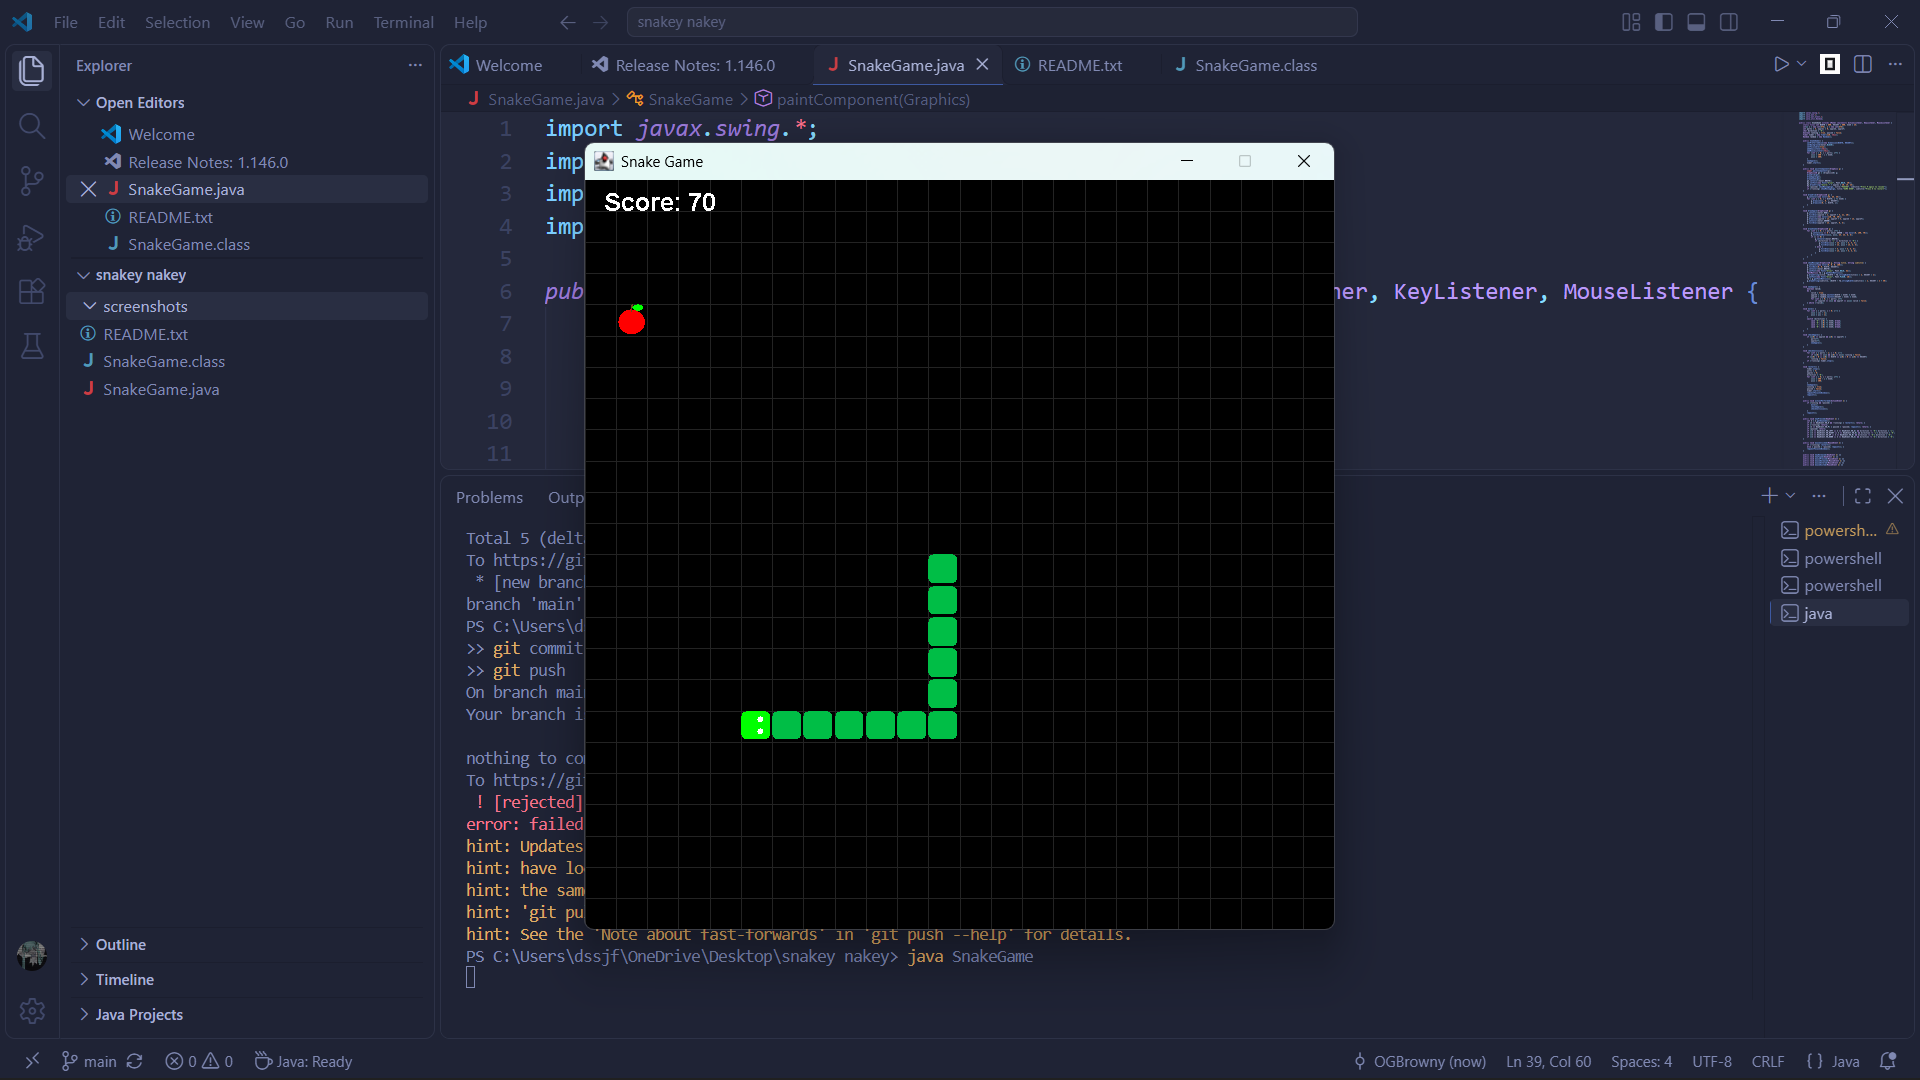 File Edit Selection View Go Run Terminal Help
snakey nakey
Explorer
Open Editors
Welcome
Release Notes: 1.146.0
SnakeGame.java
README.txt
SnakeGame.class
snakey nakey
screenshots
README.txt
SnakeGame.class
SnakeGame.java
Outline
Timeline
Java Projects
Welcome Release Notes: 1.146.0 SnakeGame.java README.txt SnakeGame.class
SnakeGame.java > SnakeGame > paintComponent(Graphics)
1 import javax.swing.*;
2 imp
3 imp
4 imp
5
6 pub ner, KeyListener, MouseListener {
7
8
9
10
11
Snake Game
Score: 70
Problems Outp
Total 5 (delt
To https://gi
* [new branc
branch 'main'
PS C:\Users\d
>> git commit
>> git push
On branch mai
Your branch i
nothing to co
To https://gi
! [rejected]
error: failed
hint: Updates
hint: have lo
hint: the sam
hint: 'git pu
hint: See the 'Note about fast-forwards' in 'git push --help' for details.
PS C:\Users\dssjf\OneDrive\Desktop\snakey nakey> java SnakeGame
powersh...
powershell
powershell
java
main 0 0 Java: Ready
OGBrowny (now) Ln 39, Col 60 Spaces: 4 UTF-8 CRLF {} Java